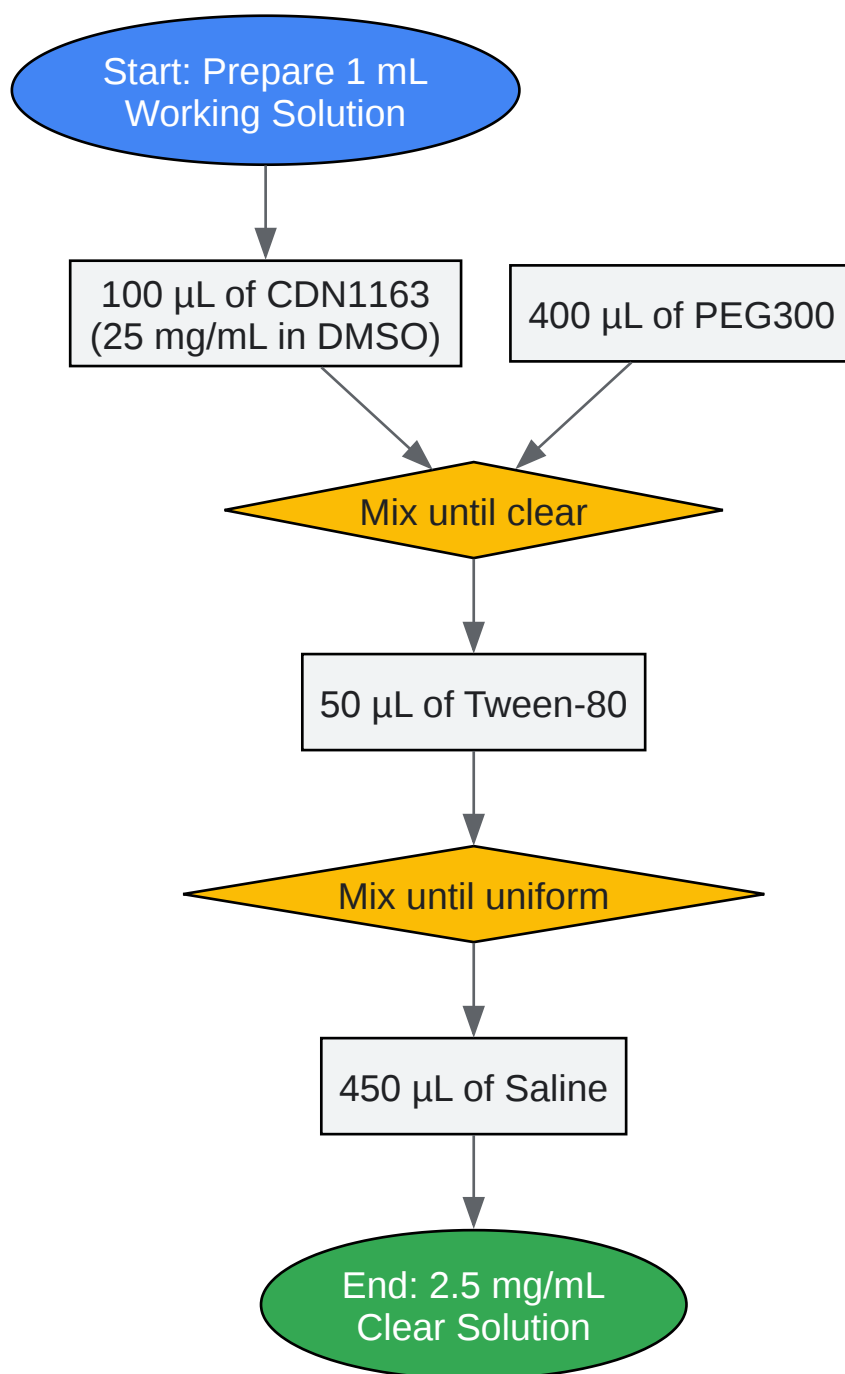 Start: Prepare 1 mL
Working Solution
100 µL of CDN1163
(25 mg/mL in DMSO)
400 µL of PEG300
Mix until clear
50 µL of Tween-80
Mix until uniform
450 µL of Saline
End: 2.5 mg/mL
Clear Solution